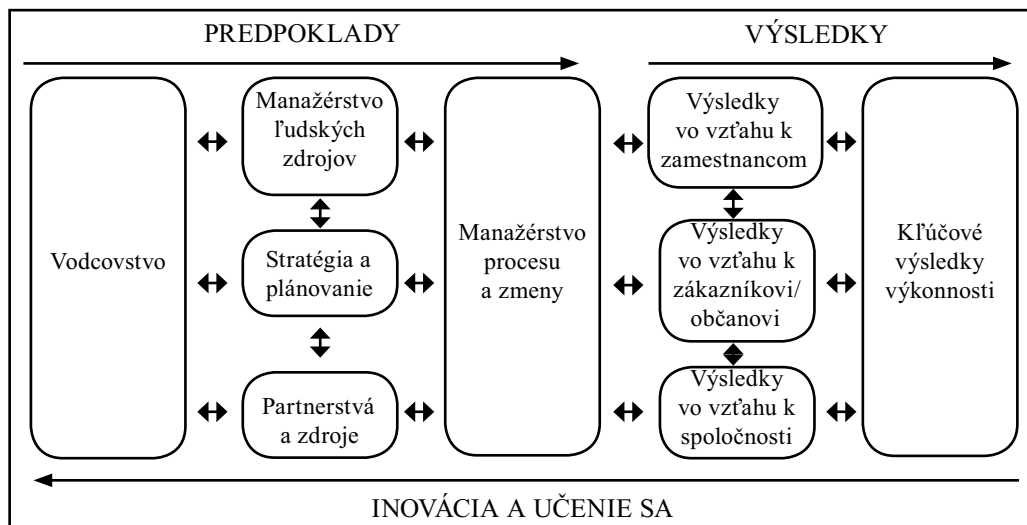 PREDPOKLADY
VÝSLEDKY
Vodcovstvo
Manažérstvo
ľudských
zdrojov
Stratégia a
plánovanie
Partnerstvá
a zdroje
Manažérstvo
procesu
a zmeny
Výsledky
vo vzťahu k
zamestnancom
Výsledky
vo vzťahu k
zákazníkovi/
občanovi
Výsledky
vo vzťahu k
spoločnosti
Kľúčové
výsledky
výkonnosti
INOVÁCIA A UČENIE SA